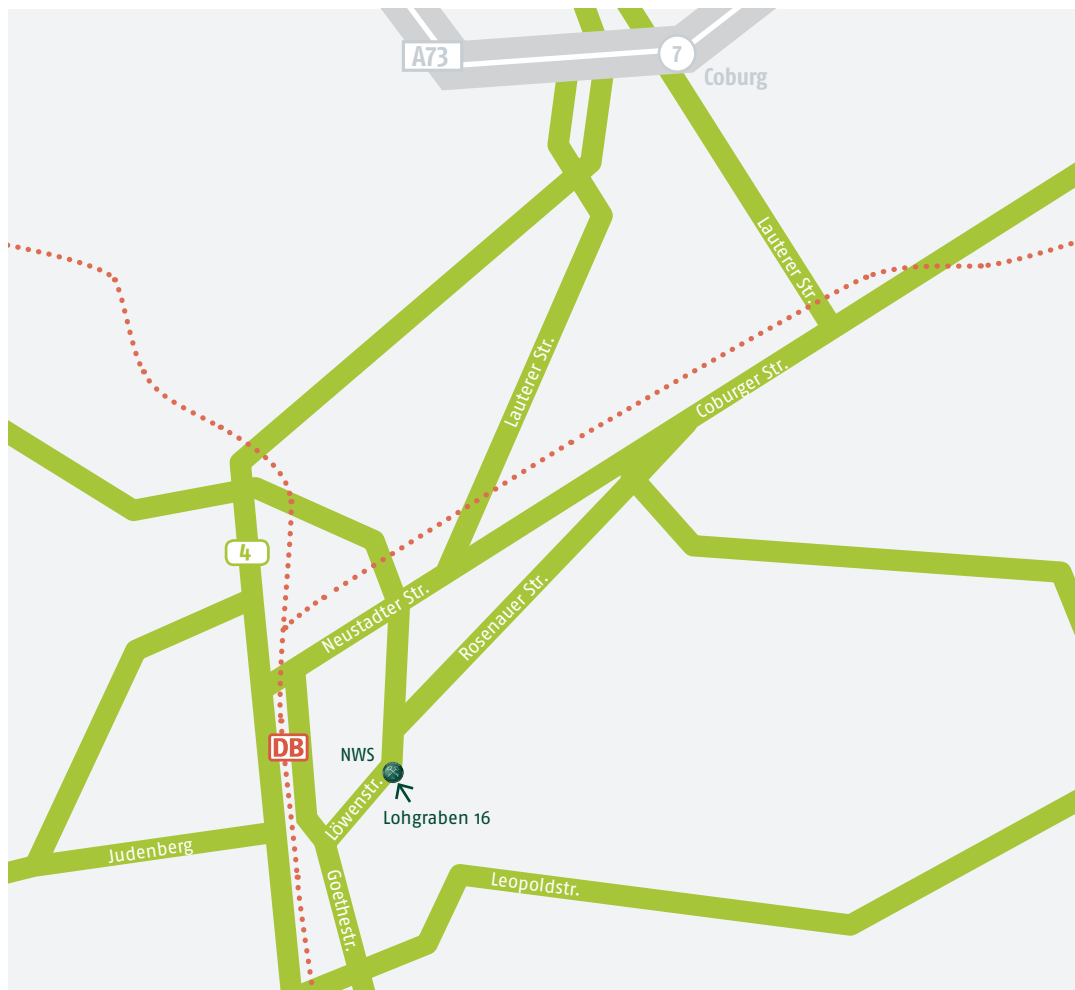 A73
7
Coburg
Lauterer Str.
Lauterer Str.
Coburger Str.
4
Neustadter Str.
Rosenauer Str.
DB
NWS
Löwenstr.
Lohgraben 16
Judenberg
Goethestr.
Leopoldstr.